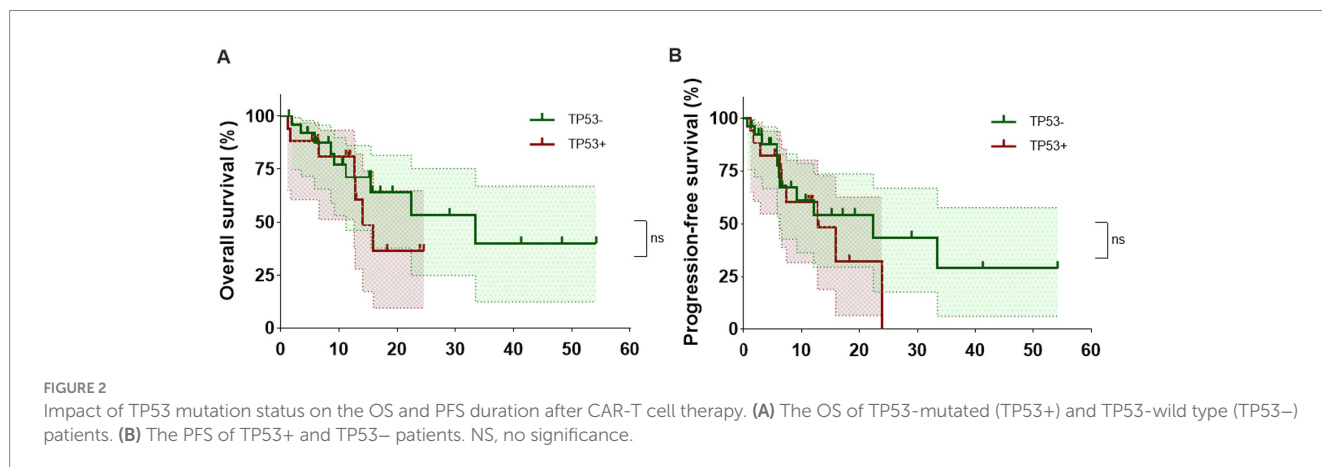 A
Overall survival (%)
100
75
50
25
0
0 10 20 30 40 50 60
TP53-
TP53+
ns
B
Progression-free survival (%)
100
75
50
25
0
0 10 20 30 40 50 60
TP53-
TP53+
ns
FIGURE 2
Impact of TP53 mutation status on the OS and PFS duration after CAR-T cell therapy. (A) The OS of TP53-mutated (TP53+) and TP53-wild type (TP53–)
patients. (B) The PFS of TP53+ and TP53– patients. NS, no significance.